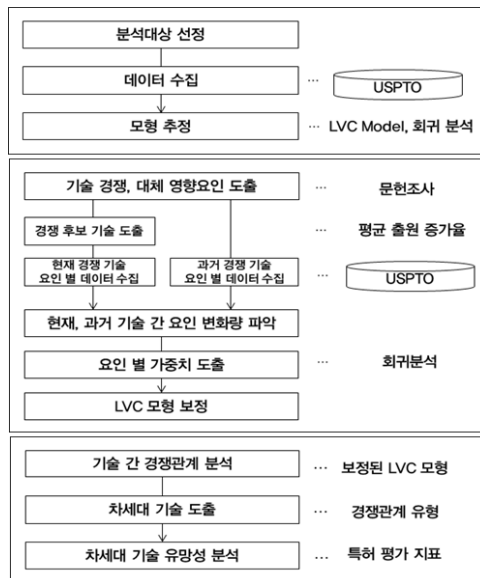 분석대상 선정
데이터 수집 ... USPTO
모형 추정 ... LVC Model, 회귀 분석
기술 경쟁, 대체 영향요인 도출 ... 문헌조사
경쟁 후보 기술 도출 ... 평균 출원 증가율
현재 경쟁 기술
요인 별 데이터 수집
과거 경쟁 기술
요인 별 데이터 수집
... USPTO
현재, 과거 기술 간 요인 변화량 파악
요인 별 가중치 도출 ... 회귀분석
LVC 모형 보정
기술 간 경쟁관계 분석 ... 보정된 LVC 모형
차세대 기술 도출 ... 경쟁관계 유형
차세대 기술 유망성 분석 ... 특허 평가 지표